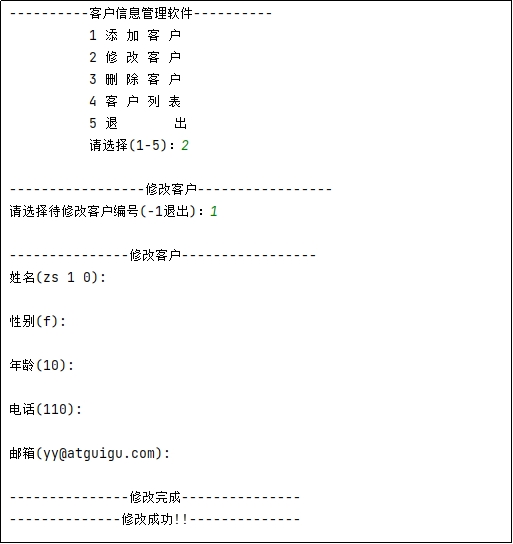 ----------客户信息管理软件----------
1 添 加 客 户
2 修 改 客 户
3 删 除 客 户
4 客 户 列 表
5 退       出
请选择(1-5)：2
-----------------修改客户-----------------
请选择待修改客户编号(-1退出)：1
---------------修改客户-----------------
姓名(zs 1 0):
性别(f):
年龄(10):
电话(110):
邮箱(yy@atguigu.com):
---------------修改完成---------------
--------------修改成功!!--------------